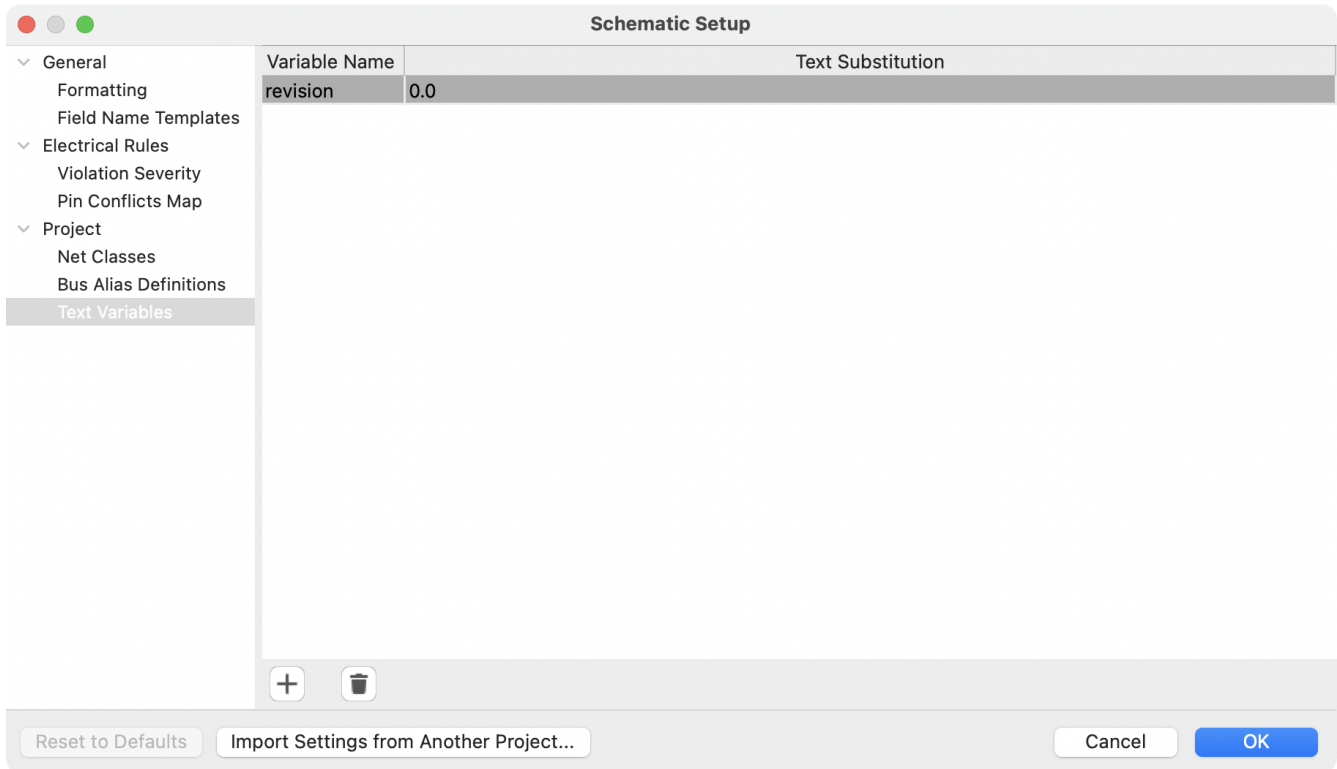 Schematic Setup
General
Formatting
Field Name Templates
Electrical Rules
Violation Severity
Pin Conflicts Map
Project
Net Classes
Bus Alias Definitions
Text Variables
Variable Name Text Substitution
revision 0.0
Reset to Defaults Import Settings from Another Project... Cancel OK